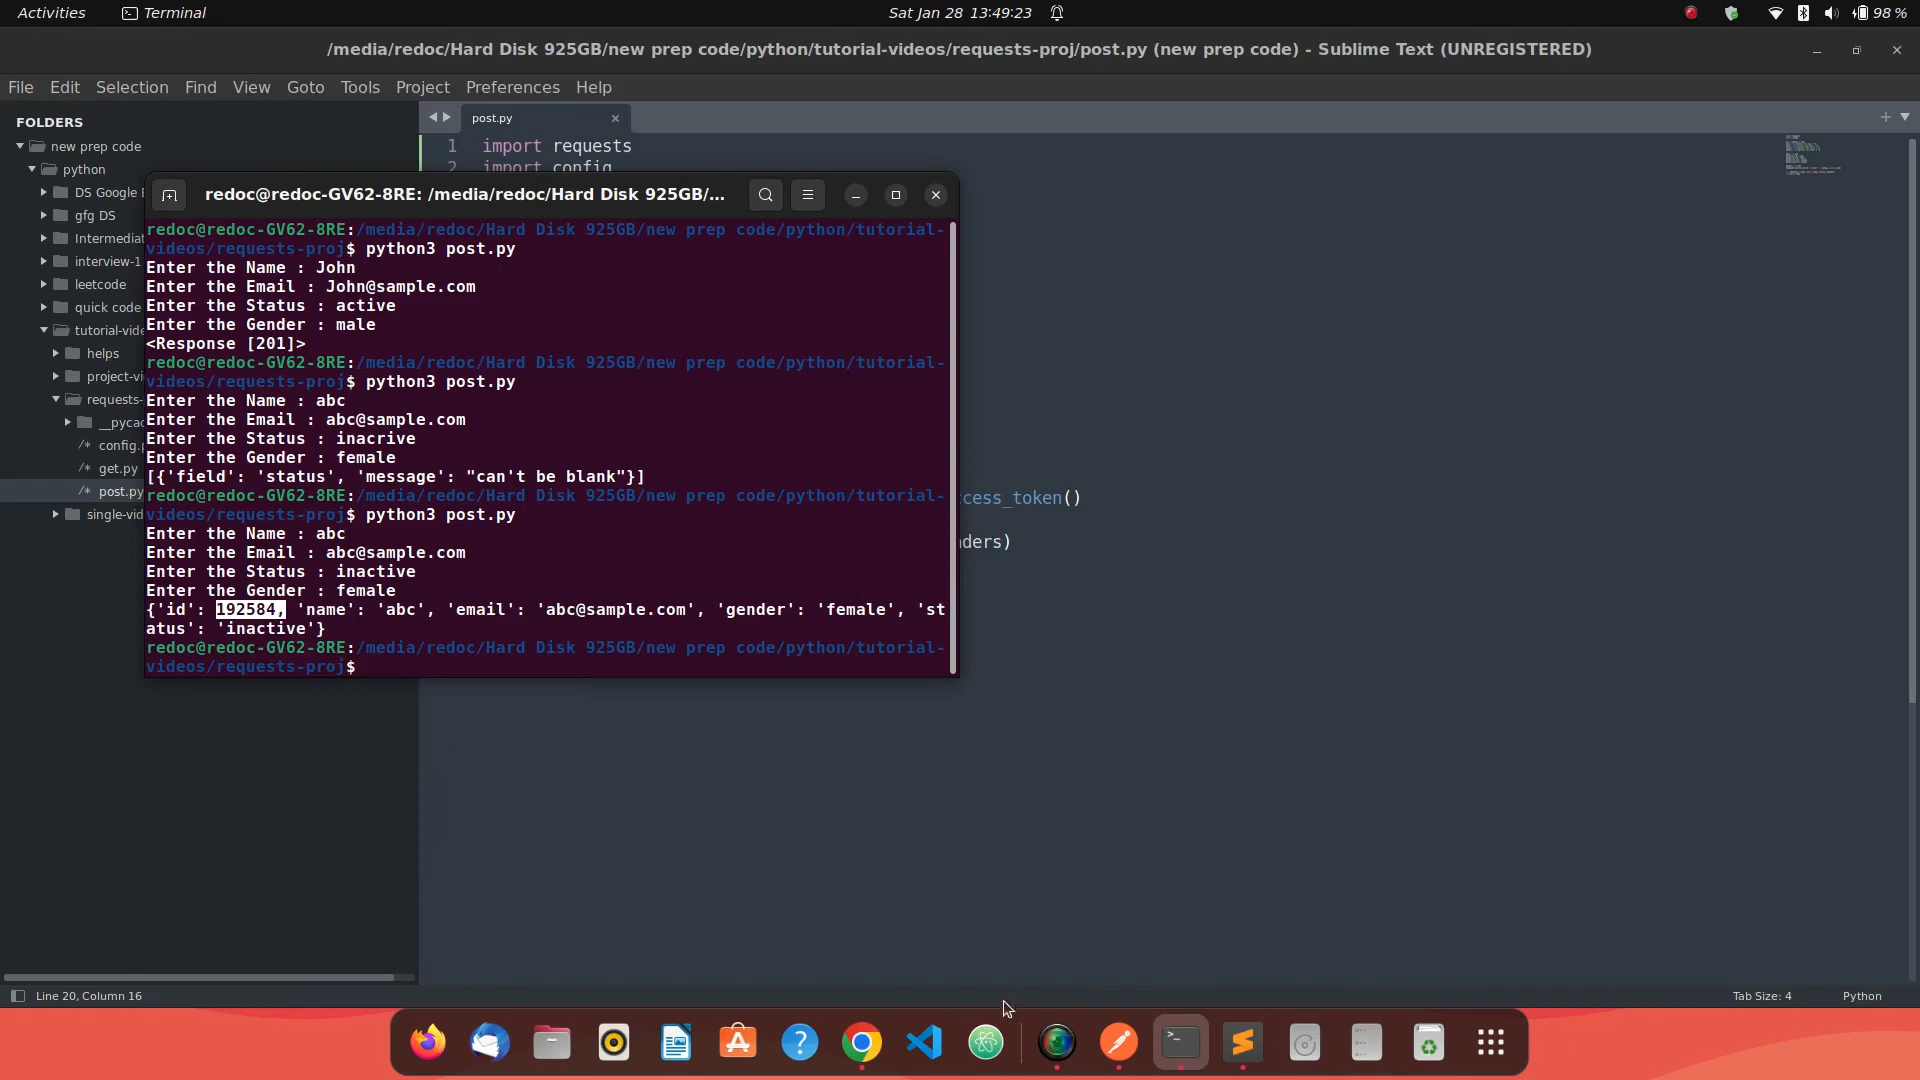 Activities
Terminal
Sat Jan 28 13:49:23
98 %
/media/redoc/Hard Disk 925GB/new prep code/python/tutorial-videos/requests-proj/post.py (new prep code) - Sublime Text (UNREGISTERED)
File Edit Selection Find View Goto Tools Project Preferences Help
FOLDERS
new prep code
python
DS Google
gfg DS
Intermediat
interview-1
leetcode
quick code
tutorial-vide
helps
project-vi
requests-
__pycac
config.
get.py
post.py
single-vid
post.py
1 import requests
2 import config
redoc@redoc-GV62-8RE: /media/redoc/Hard Disk 925GB/...
redoc@redoc-GV62-8RE:/media/redoc/Hard Disk 925GB/new prep code/python/tutorial-
videos/requests-proj$ python3 post.py
Enter the Name : John
Enter the Email : John@sample.com
Enter the Status : active
Enter the Gender : male
<Response [201]>
redoc@redoc-GV62-8RE:/media/redoc/Hard Disk 925GB/new prep code/python/tutorial-
videos/requests-proj$ python3 post.py
Enter the Name : abc
Enter the Email : abc@sample.com
Enter the Status : inacrive
Enter the Gender : female
[{'field': 'status', 'message': "can't be blank"}]
redoc@redoc-GV62-8RE:/media/redoc/Hard Disk 925GB/new prep code/python/tutorial-
videos/requests-proj$ python3 post.py
Enter the Name : abc
Enter the Email : abc@sample.com
Enter the Status : inactive
Enter the Gender : female
{'id': 192584, 'name': 'abc', 'email': 'abc@sample.com', 'gender': 'female', 'st
atus': 'inactive'}
redoc@redoc-GV62-8RE:/media/redoc/Hard Disk 925GB/new prep code/python/tutorial-
videos/requests-proj$
cess_token()
ders)
Line 20, Column 16
Tab Size: 4
Python